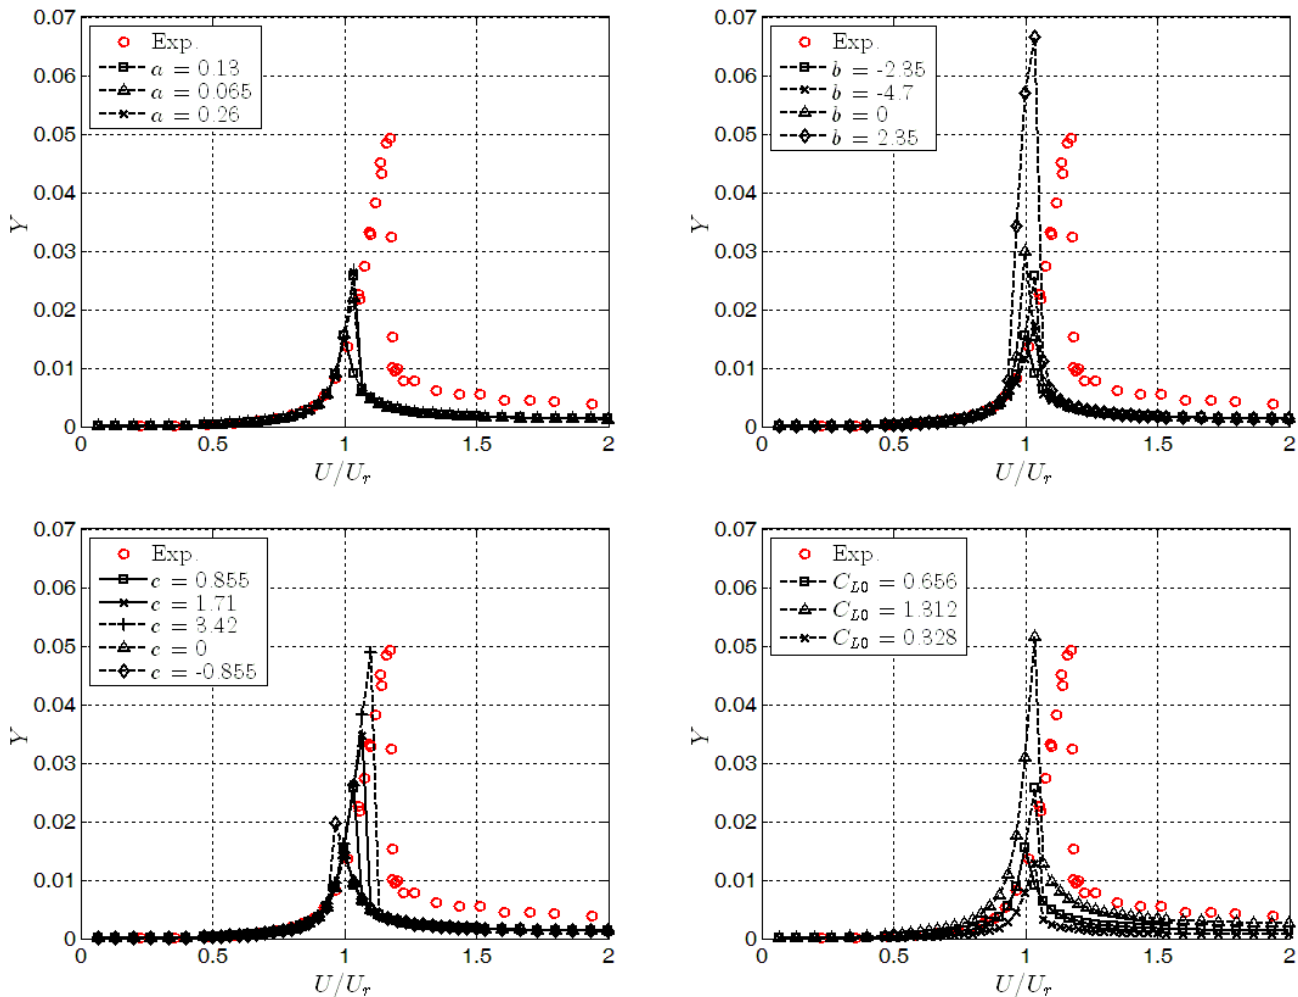 0.07
0.06
0.05
0.04
0.03
0.02
0.01
0
Y
0 0.5 1 1.5 2
U/U_r
Exp.
a = 0.13
a = 0.065
a = 0.26
0.07
0.06
0.05
0.04
0.03
0.02
0.01
0
Y
0 0.5 1 1.5 2
U/U_r
Exp.
b = -2.35
b = -4.7
b = 0
b = 2.35
0.07
0.06
0.05
0.04
0.03
0.02
0.01
0
Y
0 0.5 1 1.5 2
U/U_r
Exp.
c = 0.855
c = 1.71
c = 3.42
c = 0
c = -0.855
0.07
0.06
0.05
0.04
0.03
0.02
0.01
0
Y
0 0.5 1 1.5 2
U/U_r
Exp.
C_L0 = 0.656
C_L0 = 1.312
C_L0 = 0.328